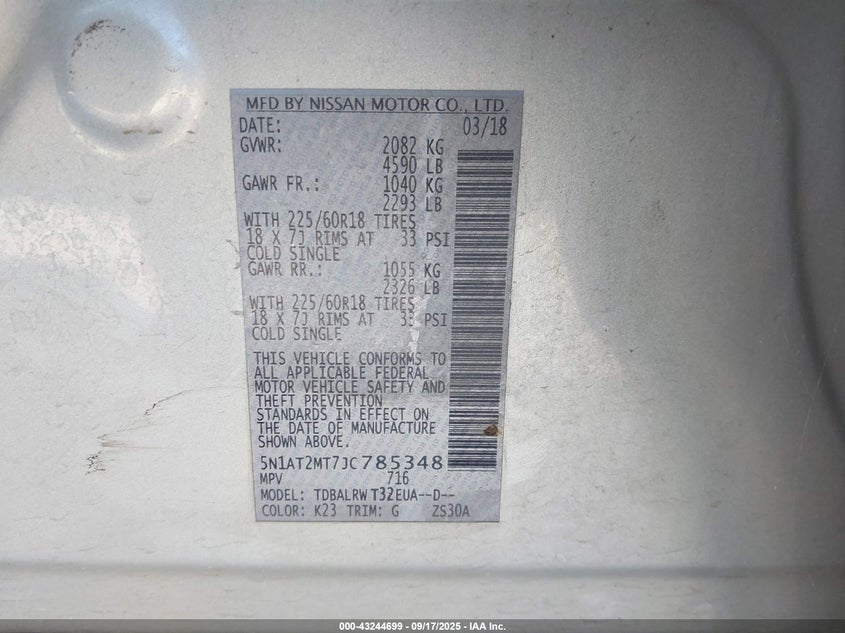 MFD BY NISSAN MOTOR CO., LTD.
DATE: 03/18
GVWR: 2082 KG
4590 LB
GAWR FR.: 1040 KG
2293 LB
WITH 225/60R18 TIRES
18 X 7J RIMS AT 33 PSI
COLD SINGLE
GAWR RR.: 1055 KG
2326 LB
WITH 225/60R18 TIRES
18 X 7J RIMS AT 33 PSI
COLD SINGLE
THIS VEHICLE CONFORMS TO
ALL APPLICABLE FEDERAL
MOTOR VEHICLE SAFETY AND
THEFT PREVENTION
STANDARDS IN EFFECT ON
THE DATE OF MANUFACTURE
SHOWN ABOVE.
5N1AT2MT7JC785348
MPV 716
MODEL: TDBALRWT32EUA--D--
COLOR: K23 TRIM: G ZS30A
000-43244699 - 09/17/2025 - IAA Inc.